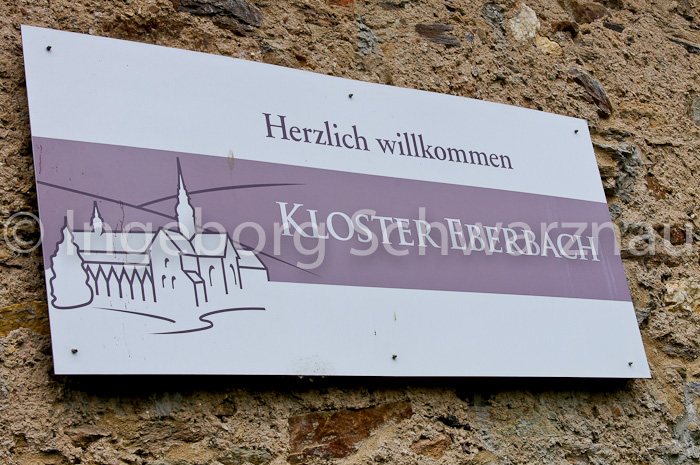 Herzlich willkommen
KLOSTER EBERBACH
© Ingeborg Schwarznau